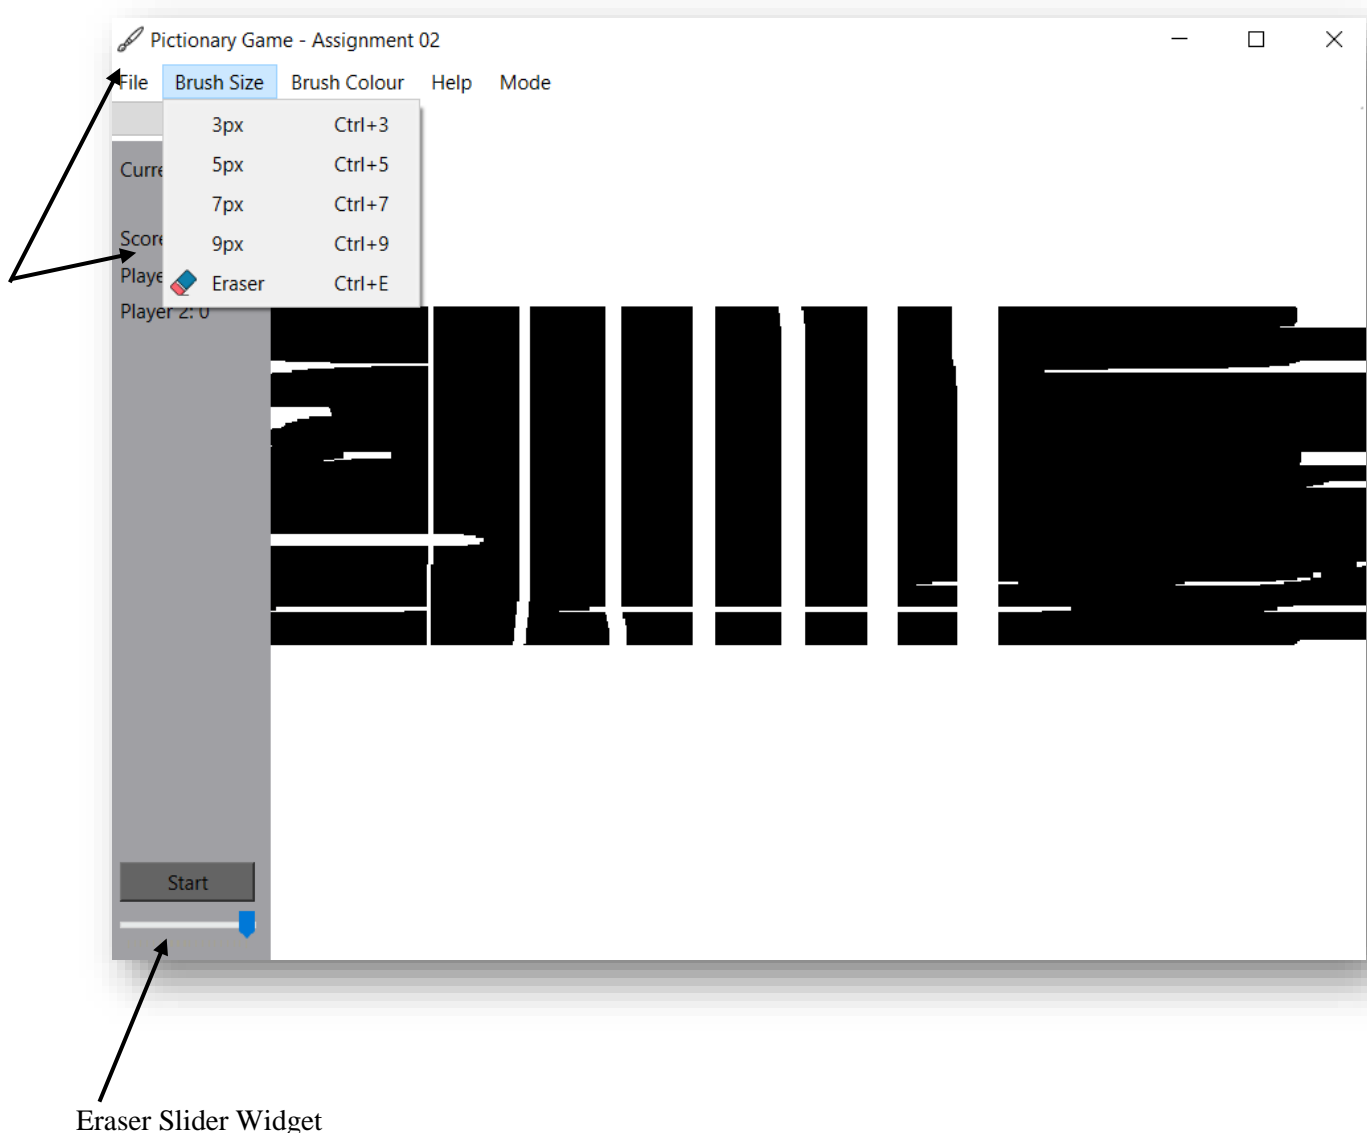 Pictionary Game - Assignment 02
File Brush Size Brush Colour Help Mode
3px Ctrl+3
5px Ctrl+5
7px Ctrl+7
9px Ctrl+9
Eraser Ctrl+E
Curre
Score
Playe
Player 2: 0
Start
Eraser Slider Widget